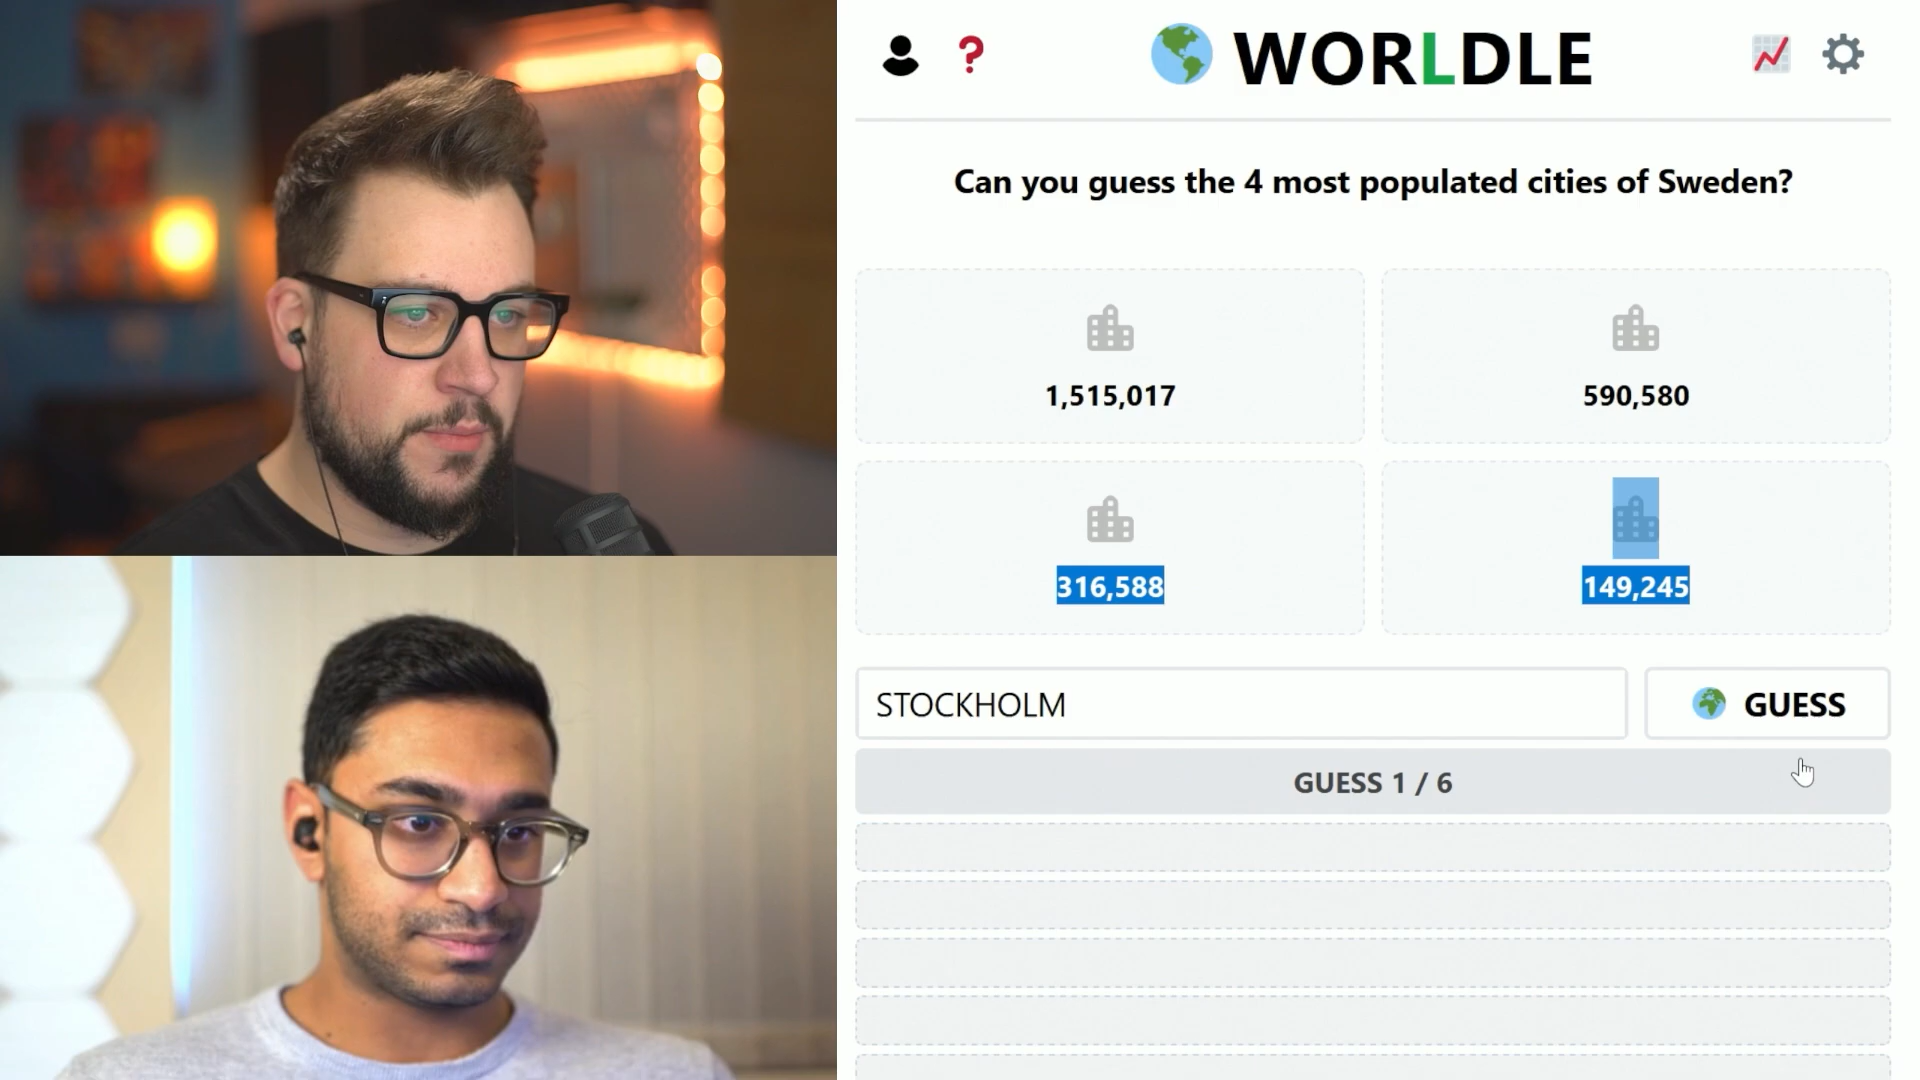 WORLDLE
Can you guess the 4 most populated cities of Sweden?
1,515,017
590,580
316,588
149,245
STOCKHOLM
GUESS
GUESS 1 / 6